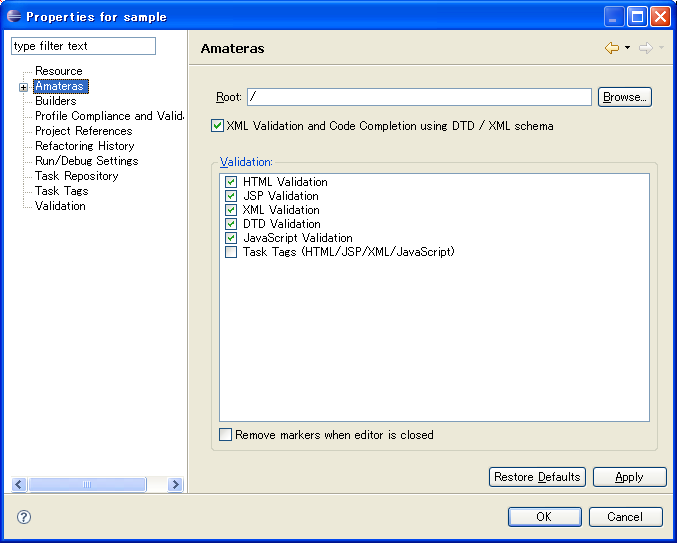 Properties for sample
type filter text
Resource
Amateras
Builders
Profile Compliance and Valida
Project References
Refactoring History
Run/Debug Settings
Task Repository
Task Tags
Validation
Amateras
Root: / Browse...
XML Validation and Code Completion using DTD / XML schema
Validation:
HTML Validation
JSP Validation
XML Validation
DTD Validation
JavaScript Validation
Task Tags (HTML/JSP/XML/JavaScript)
Remove markers when editor is closed
Restore Defaults Apply
? OK Cancel